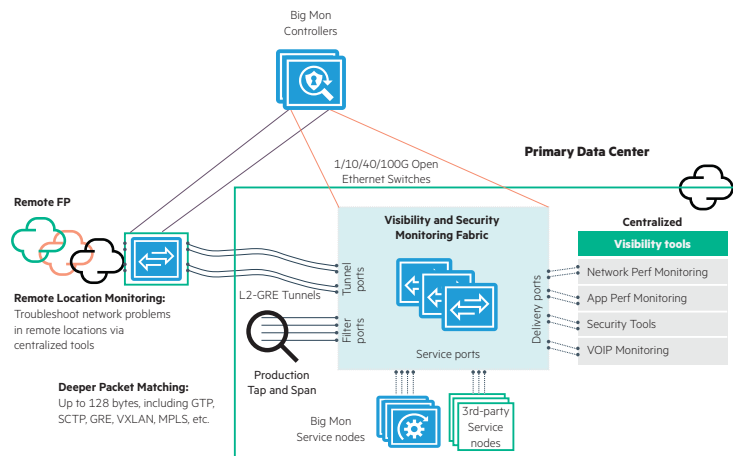 Big Mon
Controllers
Primary Data Center
1/10/40/100G Open
Ethernet Switches
Remote FP
Visibility and Security
Monitoring Fabric
Centralized
Visibility tools
Network Perf Monitoring
App Perf Monitoring
Security Tools
VOIP Monitoring
Tunnel
ports
Delivery ports
L2-GRE Tunnels
Remote Location Monitoring:
Troubleshoot network problems
in remote locations via
centralized tools
Filter
ports
Service ports
Production
Tap and Span
Deeper Packet Matching:
Up to 128 bytes, including GTP,
SCTP, GRE, VXLAN, MPLS, etc.
Big Mon
Service nodes
3rd-party
Service
nodes